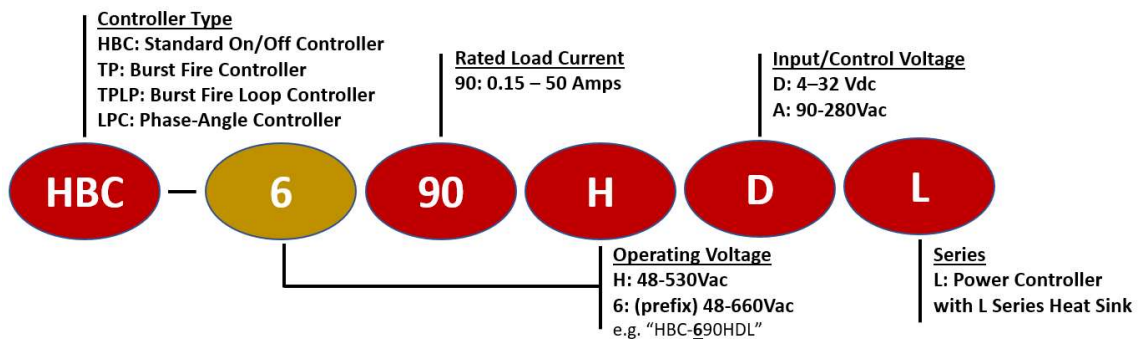 Controller Type
HBC: Standard On/Off Controller
TP: Burst Fire Controller
TPLP: Burst Fire Loop Controller
LPC: Phase-Angle Controller
Rated Load Current
90: 0.15 – 50 Amps
Input/Control Voltage
D: 4–32 Vdc
A: 90-280Vac
HBC – 6 90 H D L
Operating Voltage
H: 48-530Vac
6: (prefix) 48-660Vac
e.g. “HBC-690HDL”
Series
L: Power Controller
with L Series Heat Sink